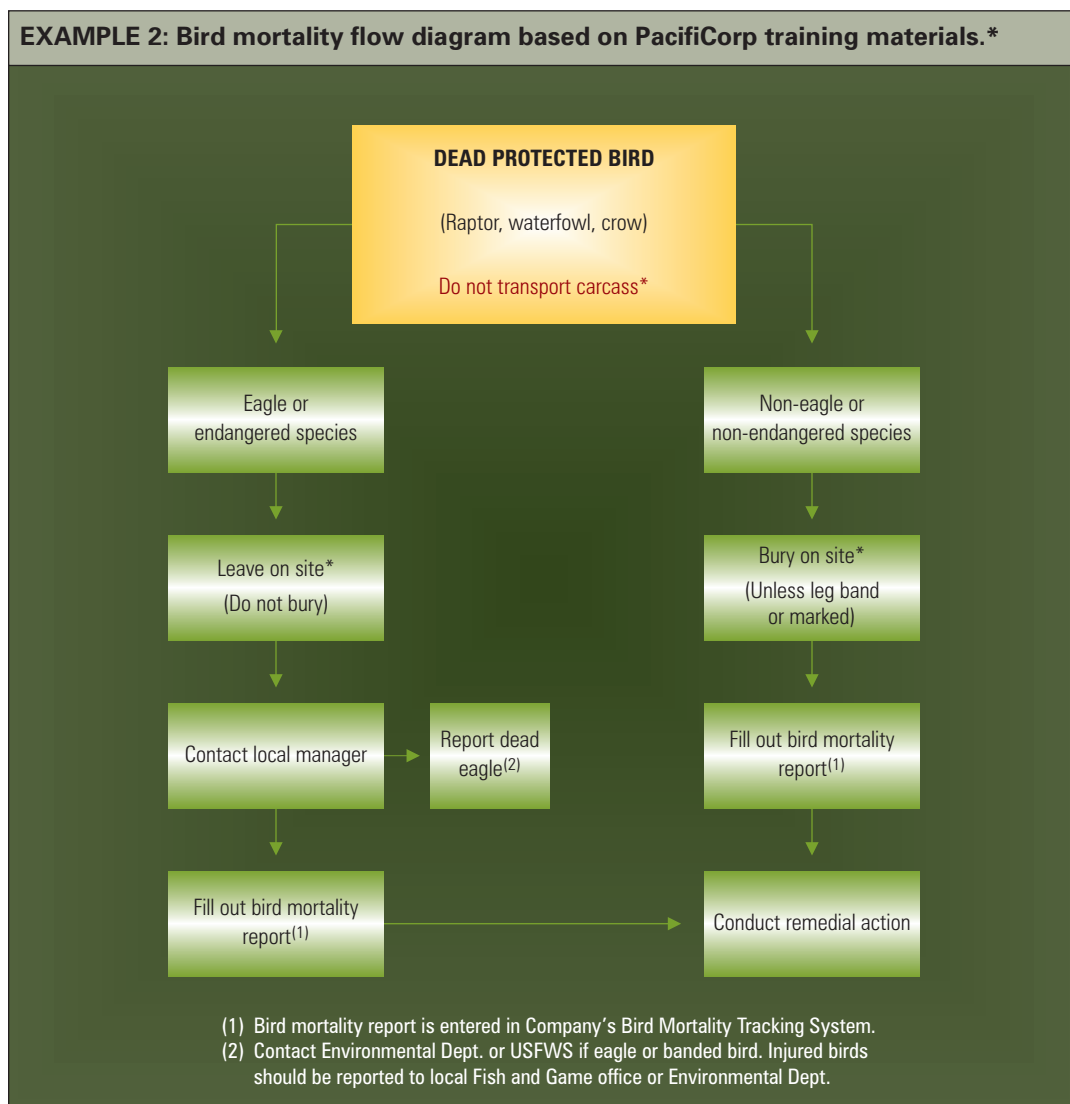 EXAMPLE 2: Bird mortality flow diagram based on PacifiCorp training materials.*
DEAD PROTECTED BIRD
(Raptor, waterfowl, crow)
Do not transport carcass*
Eagle or
endangered species
Non-eagle or
non-endangered species
Leave on site*
(Do not bury)
Bury on site*
(Unless leg band
or marked)
Contact local manager
Report dead
eagle(2)
Fill out bird mortality
report(1)
Fill out bird mortality
report(1)
Conduct remedial action
(1) Bird mortality report is entered in Company's Bird Mortality Tracking System.
(2) Contact Environmental Dept. or USFWS if eagle or banded bird. Injured birds
should be reported to local Fish and Game office or Environmental Dept.